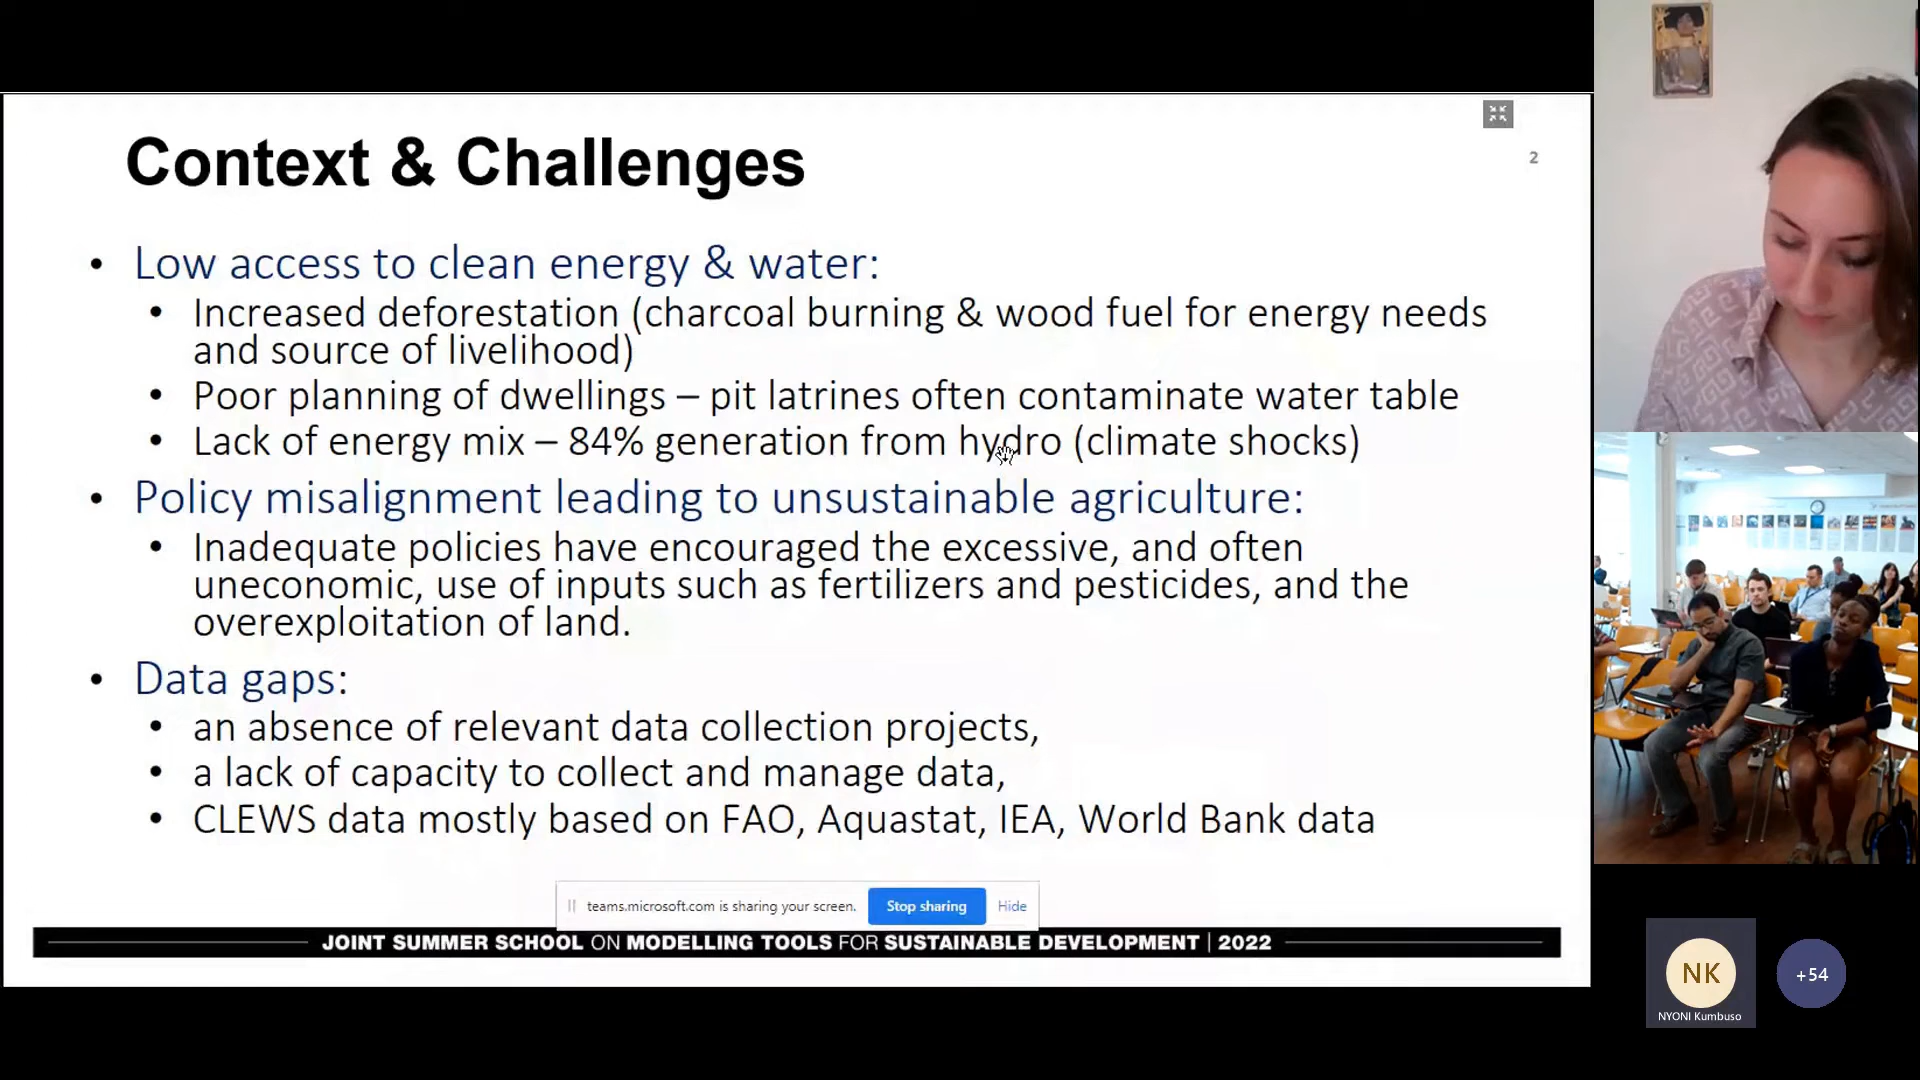 Context & Challenges
2
• Low access to clean energy & water:
• Increased deforestation (charcoal burning & wood fuel for energy needs
and source of livelihood)
• Poor planning of dwellings – pit latrines often contaminate water table
• Lack of energy mix – 84% generation from hydro (climate shocks)
• Policy misalignment leading to unsustainable agriculture:
• Inadequate policies have encouraged the excessive, and often
uneconomic, use of inputs such as fertilizers and pesticides, and the
overexploitation of land.
• Data gaps:
• an absence of relevant data collection projects,
• a lack of capacity to collect and manage data,
• CLEWS data mostly based on FAO, Aquastat, IEA, World Bank data
teams.microsoft.com is sharing your screen. Stop sharing Hide
JOINT SUMMER SCHOOL ON MODELLING TOOLS FOR SUSTAINABLE DEVELOPMENT | 2022
NK
+54
NYONI Kumbuso